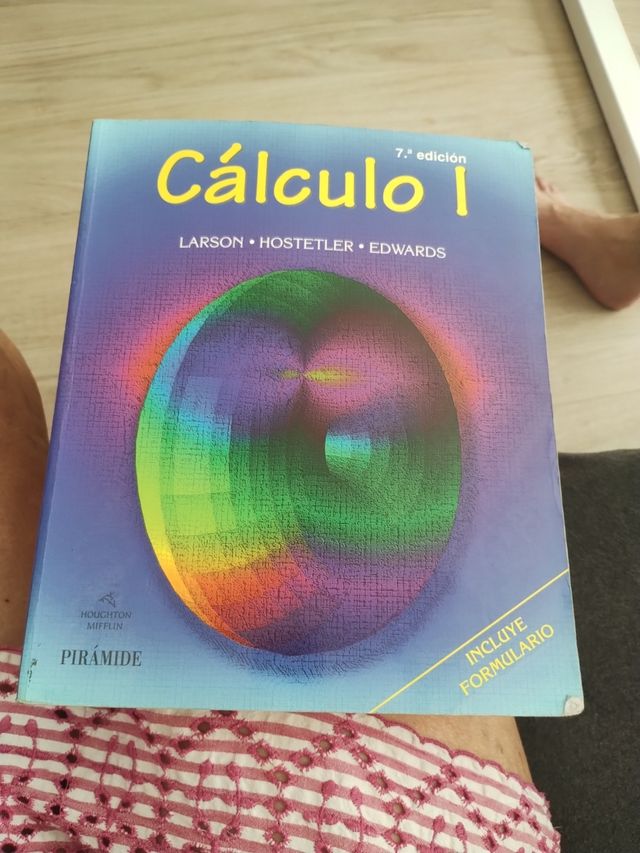 7.ª edición
Cálculo I
LARSON • HOSTETLER • EDWARDS
HOUGHTON
MIFFLIN
PIRÁMIDE
INCLUYE
FORMULARIO